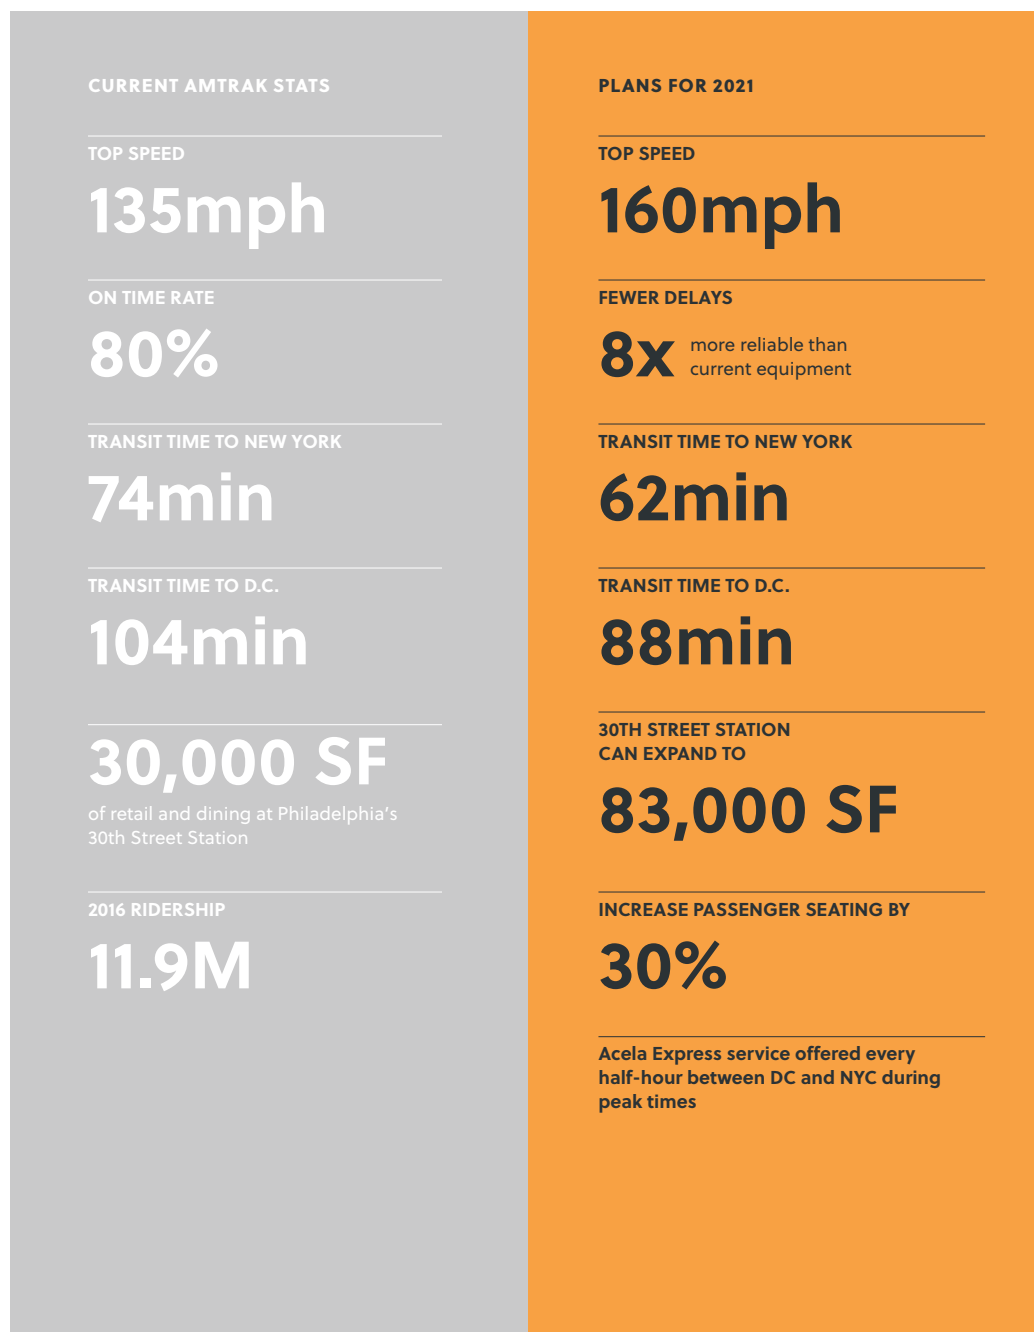 CURRENT AMTRAK STATS
TOP SPEED
135mph
ON TIME RATE
80%
TRANSIT TIME TO NEW YORK
74min
TRANSIT TIME TO D.C.
104min
30,000 SF
of retail and dining at Philadelphia's
30th Street Station
2016 RIDERSHIP
11.9M
PLANS FOR 2021
TOP SPEED
160mph
FEWER DELAYS
8x more reliable than
current equipment
TRANSIT TIME TO NEW YORK
62min
TRANSIT TIME TO D.C.
88min
30TH STREET STATION
CAN EXPAND TO
83,000 SF
INCREASE PASSENGER SEATING BY
30%
Acela Express service offered every
half-hour between DC and NYC during
peak times